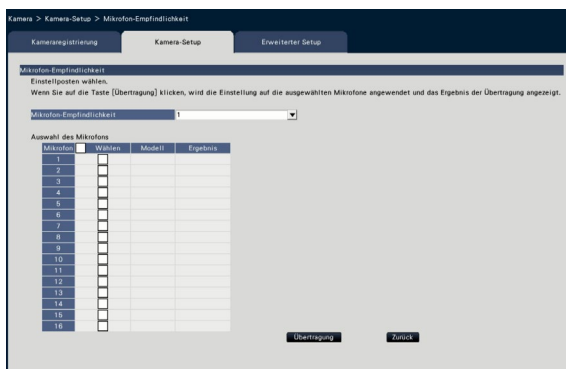 Kamera > Kamera-Setup > Mikrofon-Empfindlichkeit
Kameraregistrierung Kamera-Setup Erweiterter Setup
Mikrofon-Empfindlichkeit
Einstellposten wählen.
Wenn Sie auf die Taste [Übertragung] klicken, wird die Einstellung auf die ausgewählten Mikrofone angewendet und das Ergebnis der Übertragung angezeigt.
Mikrofon-Empfindlichkeit 1
Auswahl des Mikrofons
Mikrofon Wählen Modell Ergebnis
1
2
3
4
5
6
7
8
9
10
11
12
13
14
15
16
Übertragung Zurück